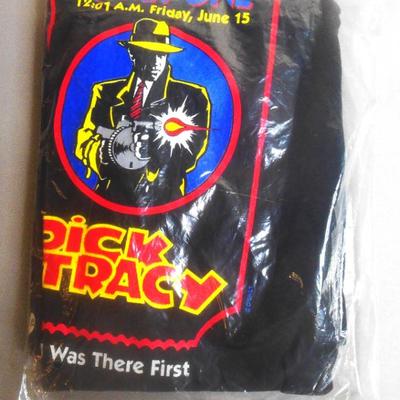 12:01 A.M. Friday, June 15
DiCK
TRACY
I Was There First